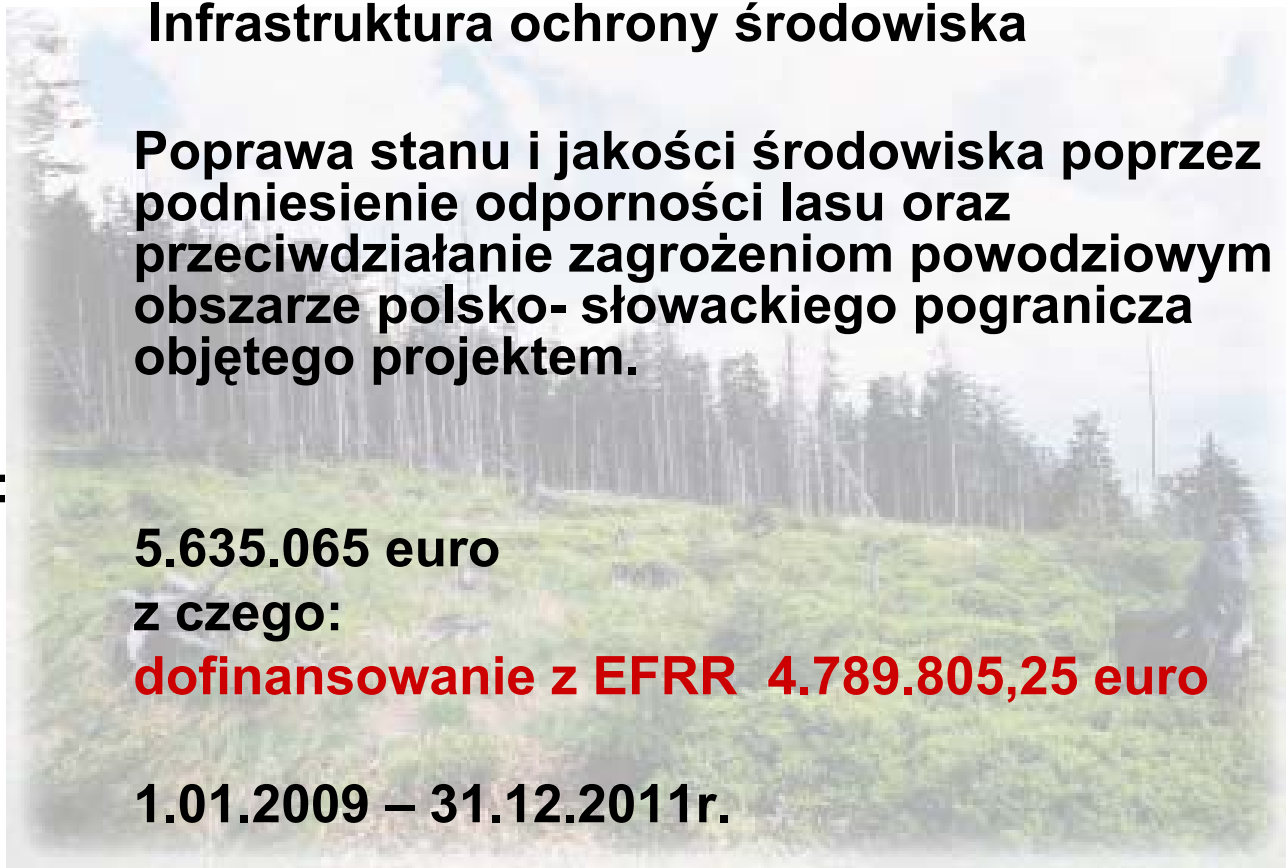 Infrastruktura ochrony środowiska
Poprawa stanu i jakości środowiska poprzez
podniesienie odporności lasu oraz
przeciwdziałanie zagrożeniom powodziowym
obszarze polsko- słowackiego pogranicza
objętego projektem.
:
5.635.065 euro
z czego:
dofinansowanie z EFRR 4.789.805,25 euro
1.01.2009 – 31.12.2011r.